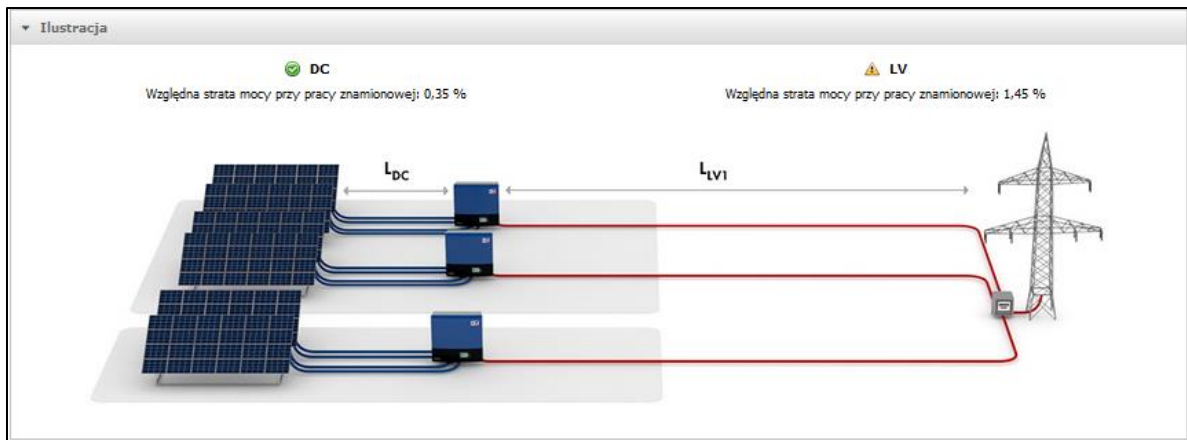 Ilustracja
DC
Względna strata mocy przy pracy znamionowej: 0,35 %
LV
Względna strata mocy przy pracy znamionowej: 1,45 %
LDC
LLV1